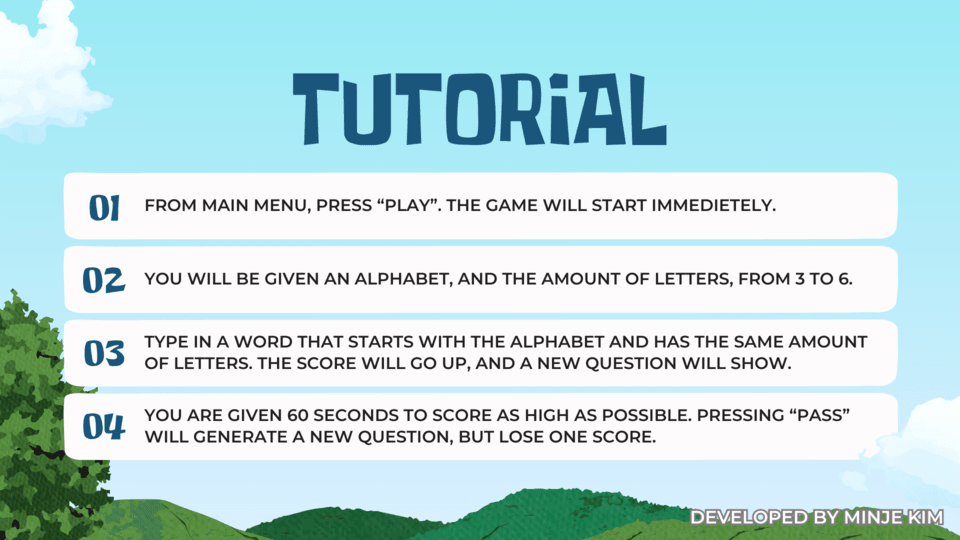 TUTORiAL
01
FROM MAIN MENU, PRESS “PLAY”. THE GAME WILL START IMMEDIETELY.
02
YOU WILL BE GIVEN AN ALPHABET, AND THE AMOUNT OF LETTERS, FROM 3 TO 6.
03
TYPE IN A WORD THAT STARTS WITH THE ALPHABET AND HAS THE SAME AMOUNT
OF LETTERS. THE SCORE WILL GO UP, AND A NEW QUESTION WILL SHOW.
04
YOU ARE GIVEN 60 SECONDS TO SCORE AS HIGH AS POSSIBLE. PRESSING “PASS”
WILL GENERATE A NEW QUESTION, BUT LOSE ONE SCORE.
DEVELOPED BY MINJE KIM